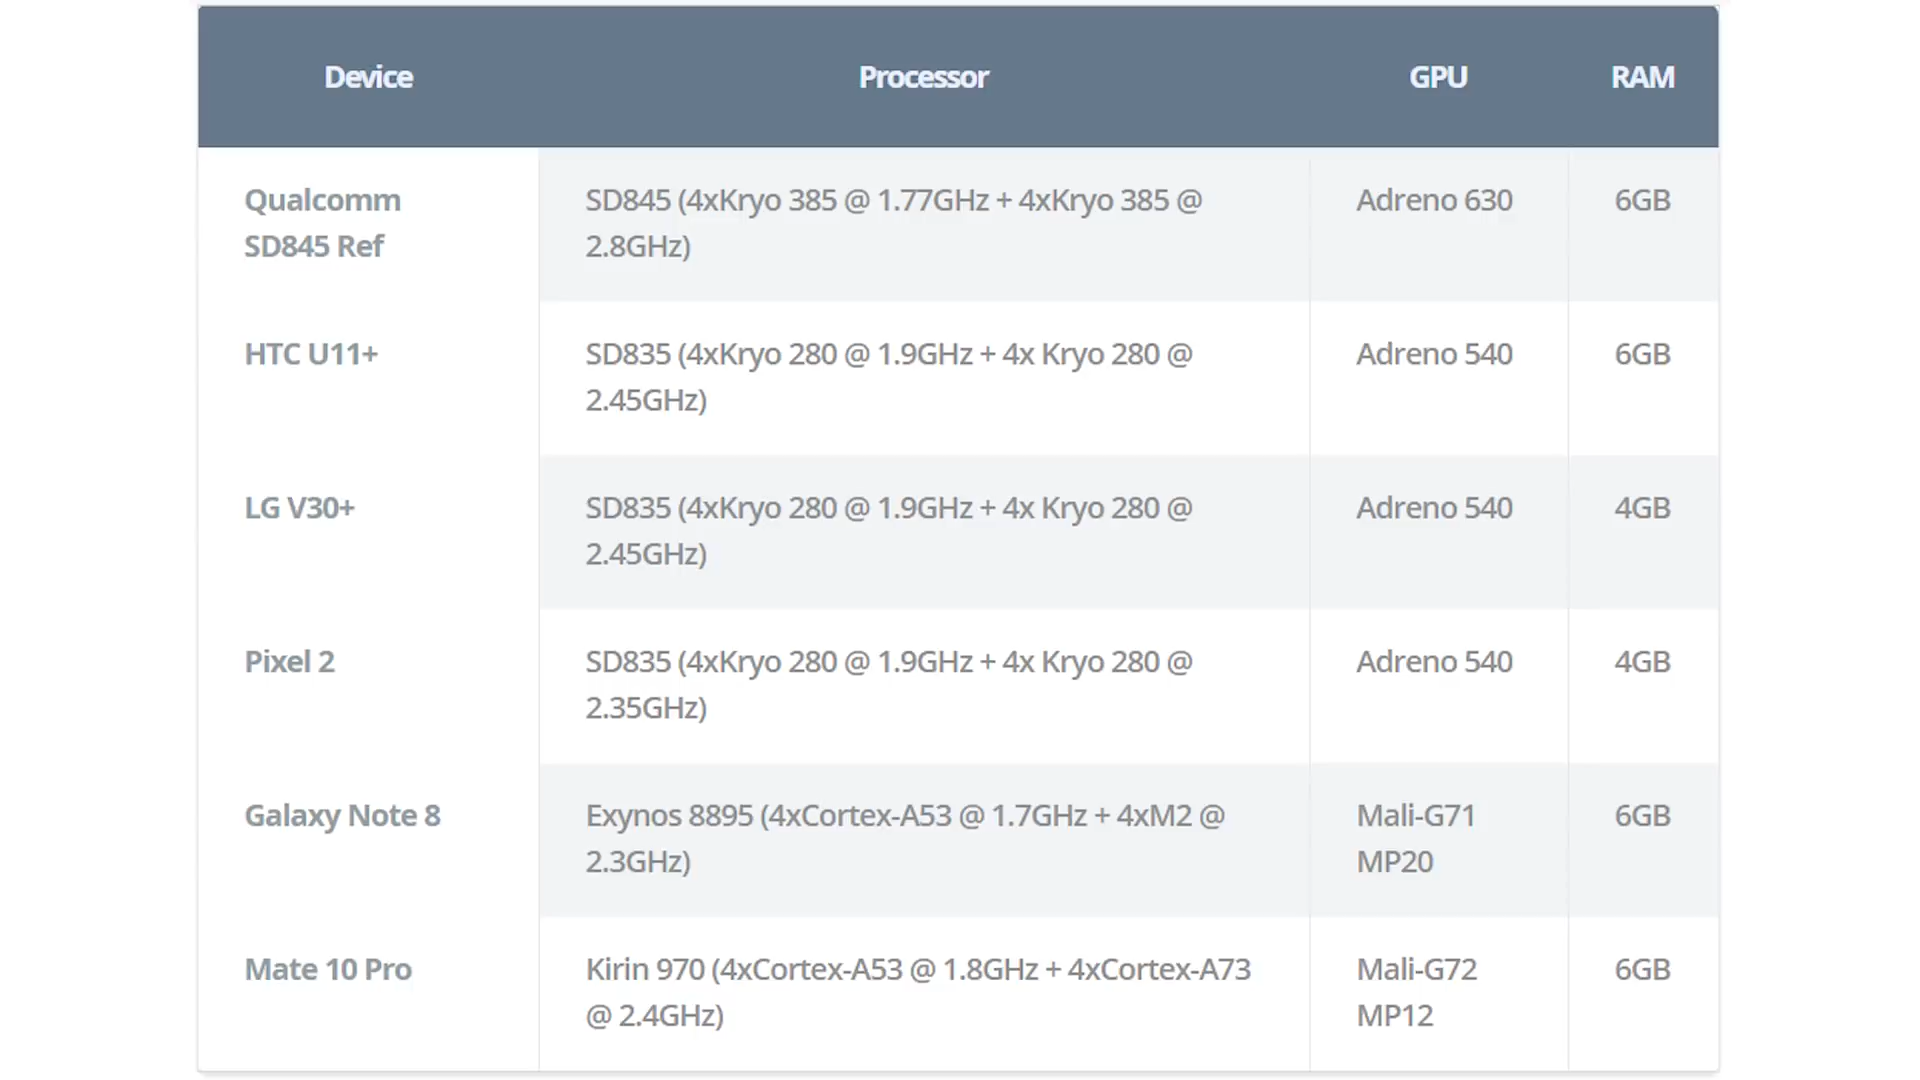 Device Processor GPU RAM
Qualcomm SD845 (4xKryo 385 @ 1.77GHz + 4xKryo 385 @ Adreno 630 6GB
SD845 Ref 2.8GHz)
HTC U11+ SD835 (4xKryo 280 @ 1.9GHz + 4x Kryo 280 @ Adreno 540 6GB
2.45GHz)
LG V30+ SD835 (4xKryo 280 @ 1.9GHz + 4x Kryo 280 @ Adreno 540 4GB
2.45GHz)
Pixel 2 SD835 (4xKryo 280 @ 1.9GHz + 4x Kryo 280 @ Adreno 540 4GB
2.35GHz)
Galaxy Note 8 Exynos 8895 (4xCortex-A53 @ 1.7GHz + 4xM2 @ Mali-G71 6GB
2.3GHz) MP20
Mate 10 Pro Kirin 970 (4xCortex-A53 @ 1.8GHz + 4xCortex-A73 Mali-G72 6GB
@ 2.4GHz) MP12